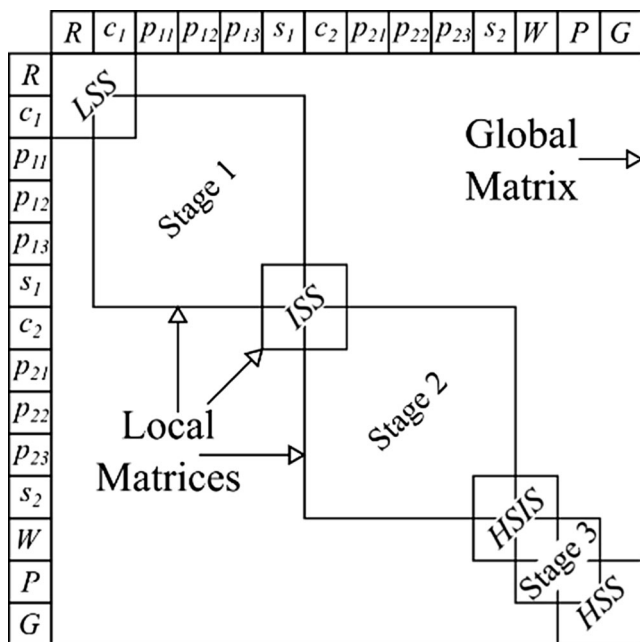 R c₁ p₁₁ p₁₂ p₁₃ s₁ c₂ p₂₁ p₂₂ p₂₃ s₂ W P G
R
c₁
p₁₁
p₁₂
p₁₃
s₁
c₂
p₂₁
p₂₂
p₂₃
s₂
W
P
G
LSS
Stage 1
Global
Matrix
ISS
Stage 2
Local
Matrices
HSIS
Stage 3
HSS